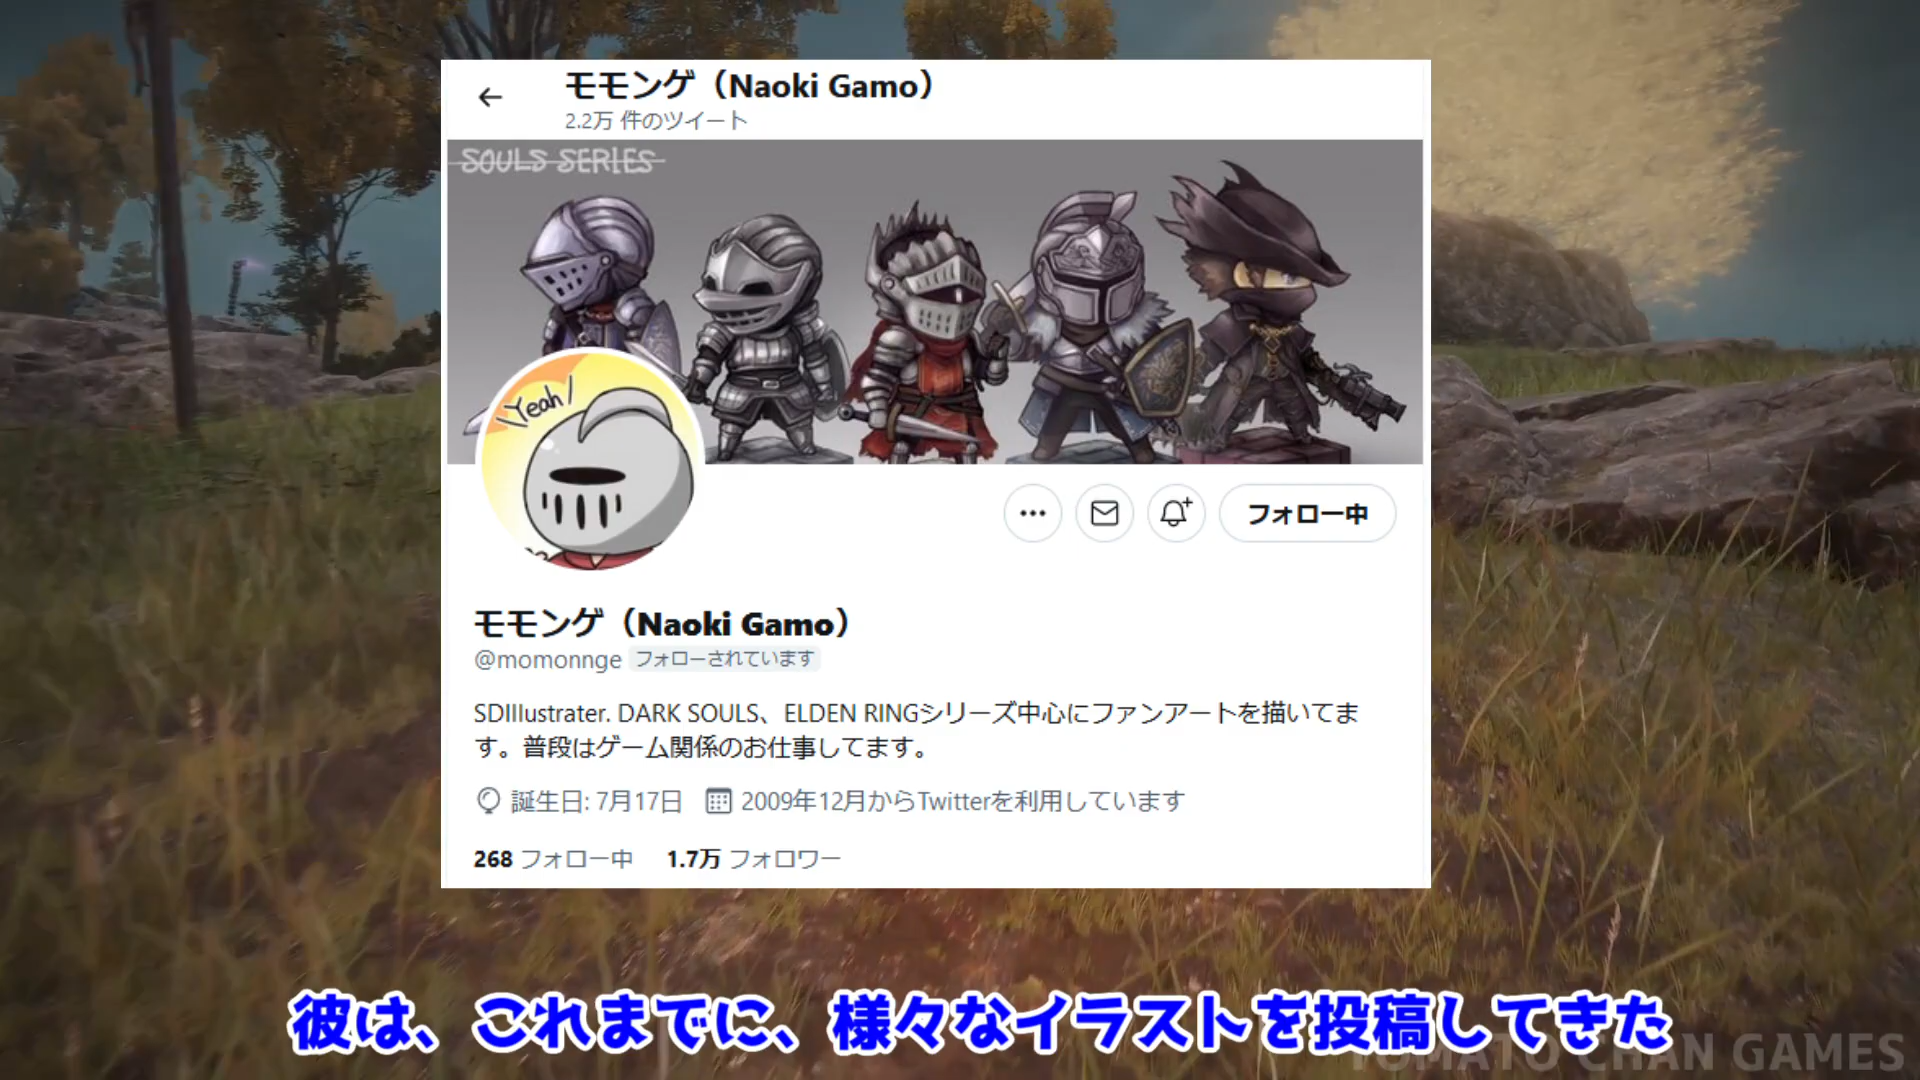 モモンゲ（Naoki Gamo）
2.2万 件のツイート
SOULS SERIES
\Yeah/
フォロー中
モモンゲ（Naoki Gamo）
@momonnge フォローされています
SDIllustrater. DARK SOULS、ELDEN RINGシリーズ中心にファンアートを描いてま
す。普段はゲーム関係のお仕事してます。
誕生日: 7月17日 2009年12月からTwitterを利用しています
268 フォロー中 1.7万 フォロワー
彼は、これまでに、様々なイラストを投稿してきた
TOMATO CHAN GAMES